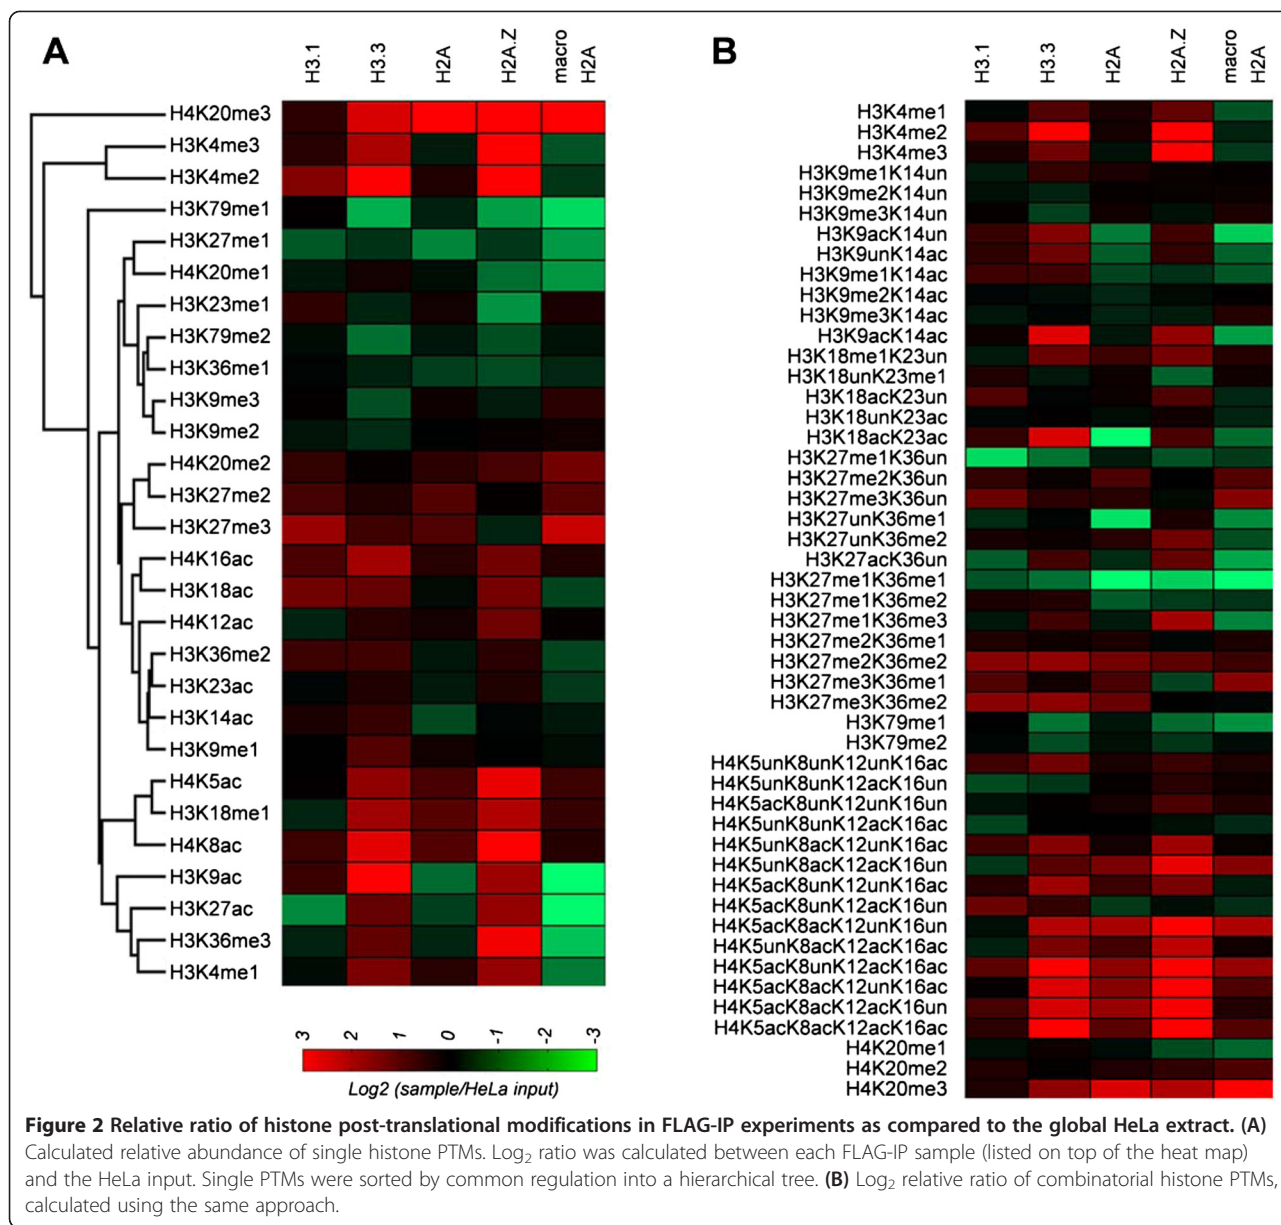 A
H3.1
H3.3
H2A
H2A.Z
macro
H2A
H4K20me3
H3K4me3
H3K4me2
H3K79me1
H3K27me1
H4K20me1
H3K23me1
H3K79me2
H3K36me1
H3K9me3
H3K9me2
H4K20me2
H3K27me2
H3K27me3
H4K16ac
H3K18ac
H4K12ac
H3K36me2
H3K23ac
H3K14ac
H3K9me1
H4K5ac
H3K18me1
H4K8ac
H3K9ac
H3K27ac
H3K36me3
H3K4me1
3 2 1 0 -1 -2 -3
Log2 (sample/HeLa input)
B
H3.1
H3.3
H2A
H2A.Z
macro
H2A
H3K4me1
H3K4me2
H3K4me3
H3K9me1K14un
H3K9me2K14un
H3K9me3K14un
H3K9acK14un
H3K9unK14ac
H3K9me1K14ac
H3K9me2K14ac
H3K9me3K14ac
H3K9acK14ac
H3K18me1K23un
H3K18unK23me1
H3K18acK23un
H3K18unK23ac
H3K18acK23ac
H3K27me1K36un
H3K27me2K36un
H3K27me3K36un
H3K27unK36me1
H3K27unK36me2
H3K27acK36un
H3K27me1K36me1
H3K27me1K36me2
H3K27me1K36me3
H3K27me2K36me1
H3K27me2K36me2
H3K27me3K36me1
H3K27me3K36me2
H3K79me1
H3K79me2
H4K5unK8unK12unK16ac
H4K5unK8unK12acK16un
H4K5acK8unK12unK16un
H4K5unK8unK12acK16ac
H4K5unK8acK12unK16ac
H4K5unK8acK12acK16un
H4K5acK8unK12unK16ac
H4K5acK8unK12acK16un
H4K5acK8acK12unK16un
H4K5unK8acK12acK16ac
H4K5acK8unK12acK16ac
H4K5acK8acK12unK16ac
H4K5acK8acK12acK16un
H4K5acK8acK12acK16ac
H4K20me1
H4K20me2
H4K20me3
Figure 2 Relative ratio of histone post-translational modifications in FLAG-IP experiments as compared to the global HeLa extract. (A)
Calculated relative abundance of single histone PTMs. Log₂ ratio was calculated between each FLAG-IP sample (listed on top of the heat map)
and the HeLa input. Single PTMs were sorted by common regulation into a hierarchical tree. (B) Log₂ relative ratio of combinatorial histone PTMs,
calculated using the same approach.